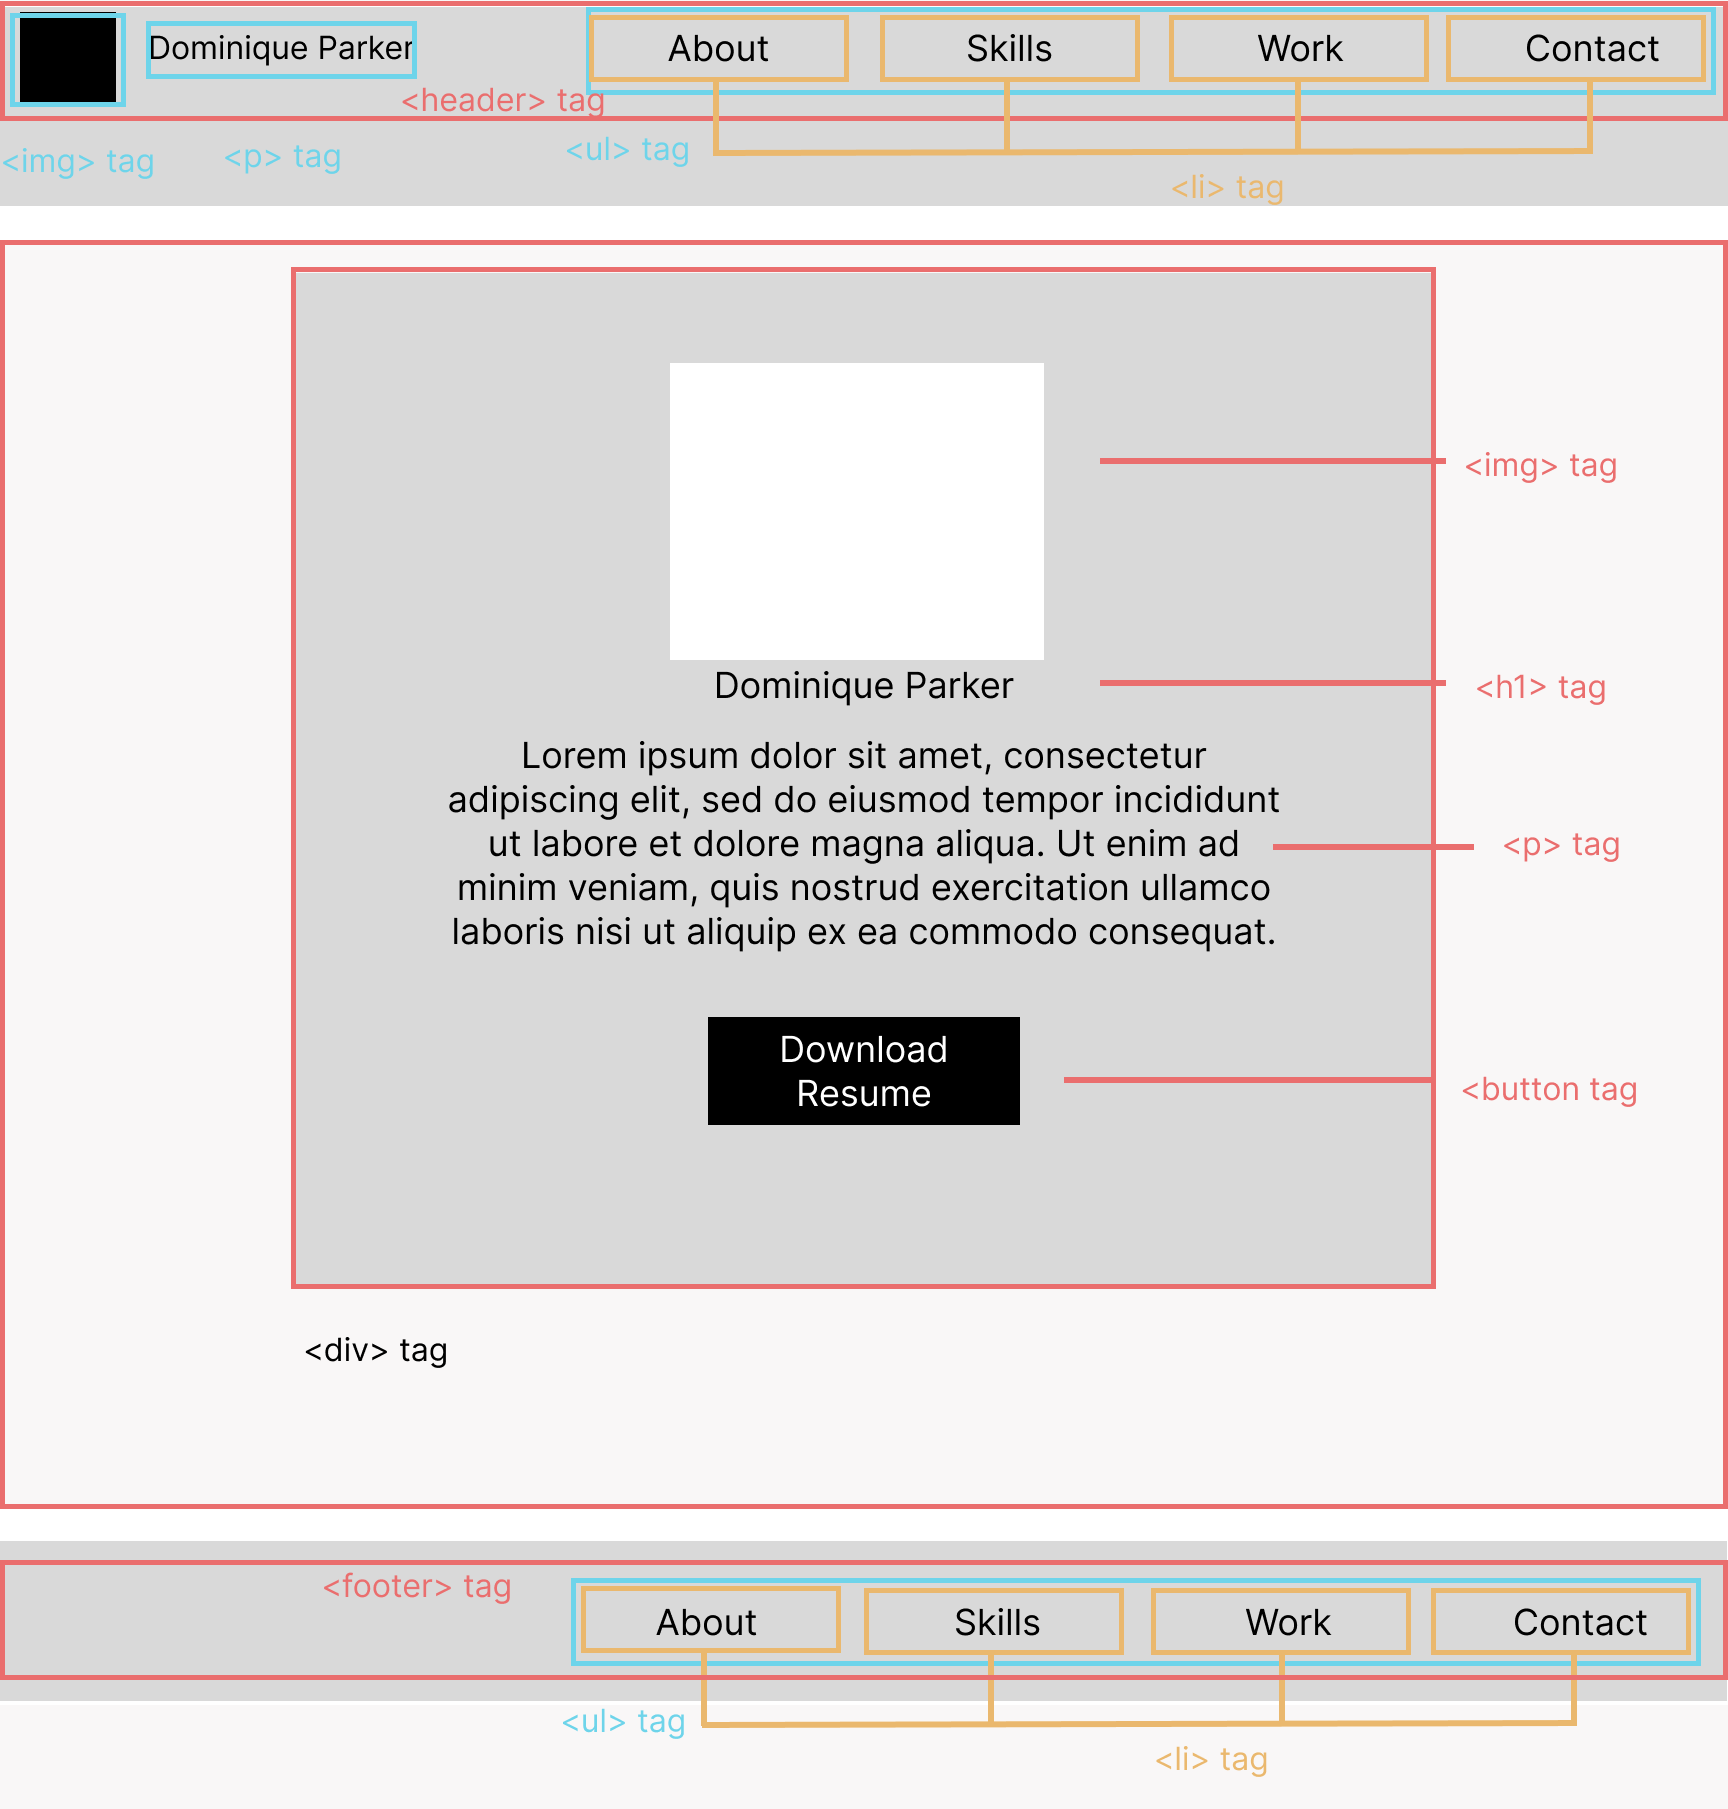 Dominique Parker
About
Skills
Work
Contact
<header> tag
<img> tag
<p> tag
<ul> tag
<li> tag
<img> tag
Dominique Parker
<h1> tag
Lorem ipsum dolor sit amet, consectetur
adipiscing elit, sed do eiusmod tempor incididunt
ut labore et dolore magna aliqua. Ut enim ad
<p> tag
minim veniam, quis nostrud exercitation ullamco
laboris nisi ut aliquip ex ea commodo consequat.
Download
Resume
<button tag
<div> tag
<footer> tag
About
Skills
Work
Contact
<ul> tag
<li> tag